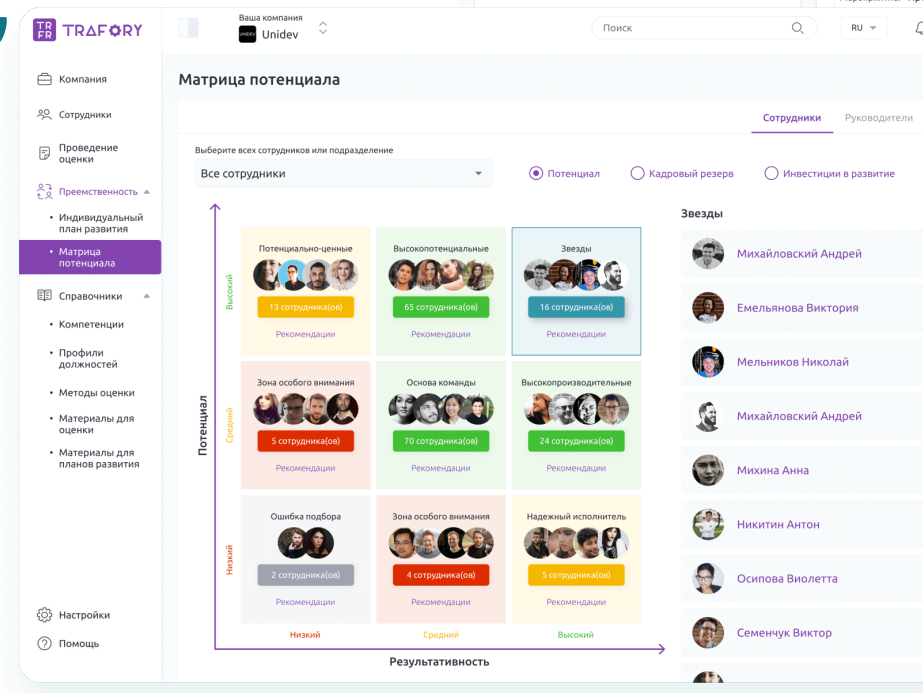 TR
FR
TRAFORY
Ваша компания
UNIDEV
Unidev
Поиск
RU
Компания
Сотрудники
Проведение
оценки
Преемственность
Индивидуальный
план развития
Матрица
потенциала
Справочники
Компетенции
Профили
должностей
Методы оценки
Материалы для
оценки
Материалы для
планов развития
Настройки
Помощь
Матрица потенциала
Сотрудники
Руководители
Выберите всех сотрудников или подразделение
Все сотрудники
Потенциал
Кадровый резерв
Инвестиции в развитие
Потенциал
Высокий
Потенциально-ценные
13 сотрудника(ов)
Рекомендации
Высокопотенциальные
65 сотрудника(ов)
Рекомендации
Звезды
16 сотрудника(ов)
Рекомендации
Средний
Зона особого внимания
5 сотрудника(ов)
Рекомендации
Основа команды
70 сотрудника(ов)
Рекомендации
Высокопроизводительные
24 сотрудника(ов)
Рекомендации
Низкий
Ошибка подбора
2 сотрудника(ов)
Рекомендации
Зона особого внимания
4 сотрудника(ов)
Рекомендации
Надежный исполнитель
5 сотрудника(ов)
Рекомендации
Низкий
Средний
Высокий
Результативность
Звезды
Михайловский Андрей
Емельянова Виктория
Мельников Николай
Михайловский Андрей
Михина Анна
Никитин Антон
Осипова Виолетта
Семенчук Виктор